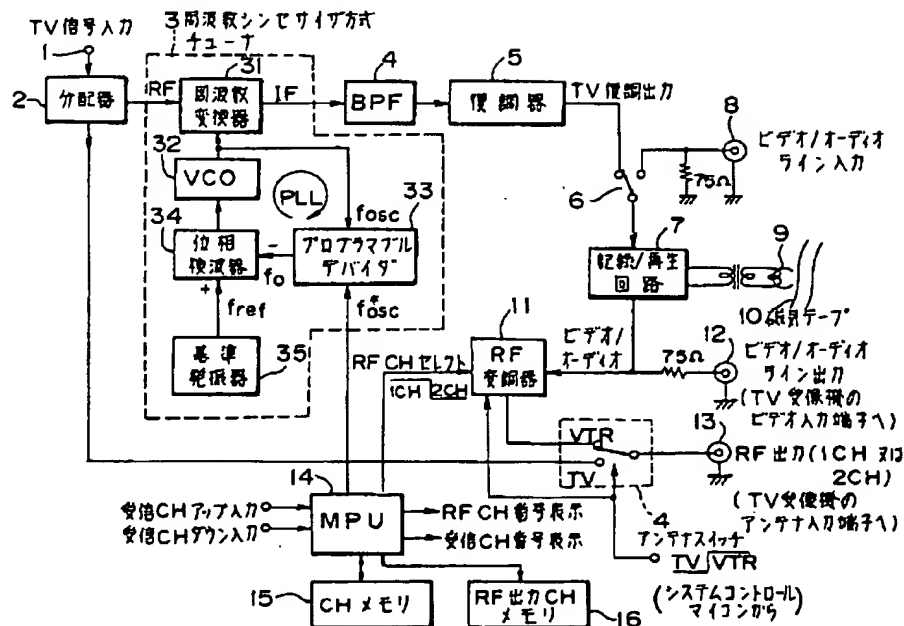 TV信号入力
1
2
分配器
RF
3 周波数シンセサイザ方式
チューナ
31
周波数
変換器
IF
4
BPF
5
復調器
TV復調出力
8
ビデオ/オーディオ
ライン入力
75Ω
6
32
VCO
PLL
fosc
33
34
位相
検波器
-
+
fo
プログラマブル
デバイダ
fref
f*osc
基準
発振器
35
7
記録/再生
回路
9
10 磁気テープ
11
RF
変調器
RF CHセレクト
1CH
2CH
ビデオ/
オーディオ
75Ω
12
ビデオ/オーディオ
ライン出力
(TV受像機の
ビデオ入力端子へ)
13
VTR
TV
RF出力(1CH 又は
2CH)
(TV受像機の
アンテナ入力端子へ)
4
アンテナスイッチ
TV/VTR
(システムコントロール
マイコンから)
14
MPU
受信CHアップ入力
受信CHダウン入力
RF CH番号表示
受信CH番号表示
15
CHメモリ
RF出力CH
メモリ
16